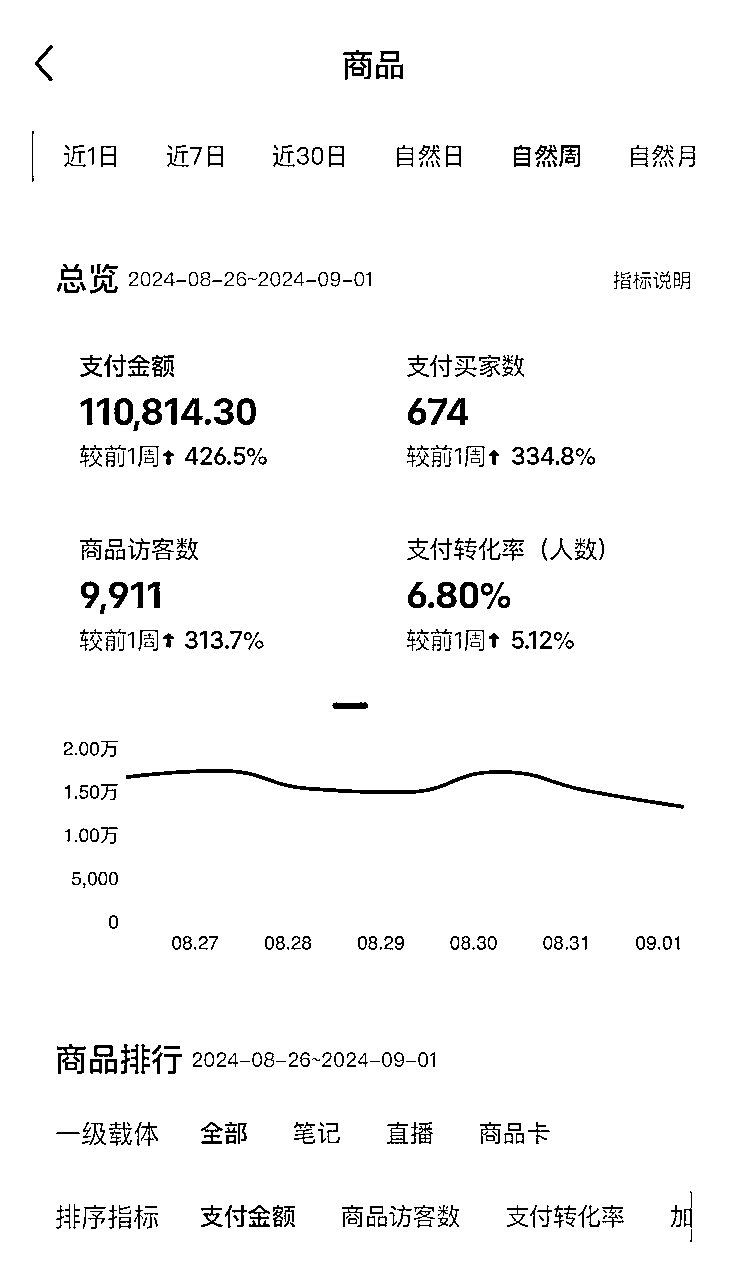 商品
近1日 近7日 近30日 自然日 自然周 自然月
总览 2024-08-26~2024-09-01 指标说明
支付金额 支付买家数
110,814.30 674
较前1周↑ 426.5% 较前1周↑ 334.8%
商品访客数 支付转化率（人数）
9,911 6.80%
较前1周↑ 313.7% 较前1周↑ 5.12%
2.00万
1.50万
1.00万
5,000
0
08.27 08.28 08.29 08.30 08.31 09.01
商品排行 2024-08-26~2024-09-01
一级载体 全部 笔记 直播 商品卡
排序指标 支付金额 商品访客数 支付转化率 加